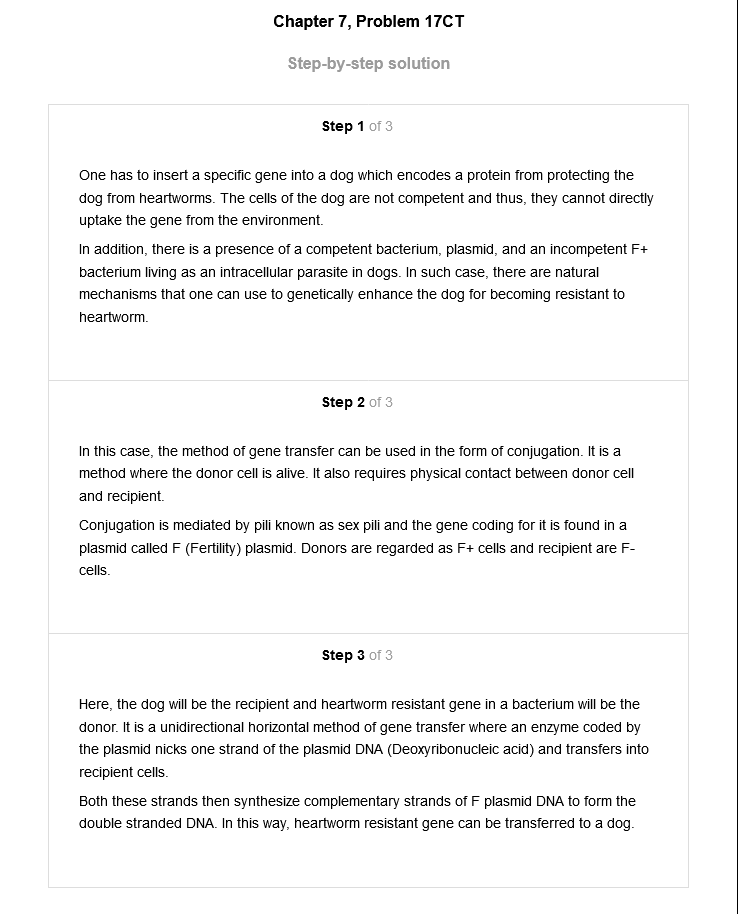 Chapter 7, Problem 17CT
Step-by-step solution
Step 1 of 3
One has to insert a specific gene into a dog which encodes a protein from protecting the
dog from heartworms. The cells of the dog are not competent and thus, they cannot directly
uptake the gene from the environment.
In addition, there is a presence of a competent bacterium, plasmid, and an incompetent F+
bacterium living as an intracellular parasite in dogs. In such case, there are natural
mechanisms that one can use to genetically enhance the dog for becoming resistant to
heartworm.
Step 2 of 3
In this case, the method of gene transfer can be used in the form of conjugation. It is a
method where the donor cell is alive. It also requires physical contact between donor cell
and recipient.
Conjugation is mediated by pili known as sex pili and the gene coding for it is found in a
plasmid called F (Fertility) plasmid. Donors are regarded as F+ cells and recipient are F-
cells.
Step 3 of 3
Here, the dog will be the recipient and heartworm resistant gene in a bacterium will be the
donor. It is a unidirectional horizontal method of gene transfer where an enzyme coded by
the plasmid nicks one strand of the plasmid DNA (Deoxyribonucleic acid) and transfers into
recipient cells.
Both these strands then synthesize complementary strands of F plasmid DNA to form the
double stranded DNA. In this way, heartworm resistant gene can be transferred to a dog.